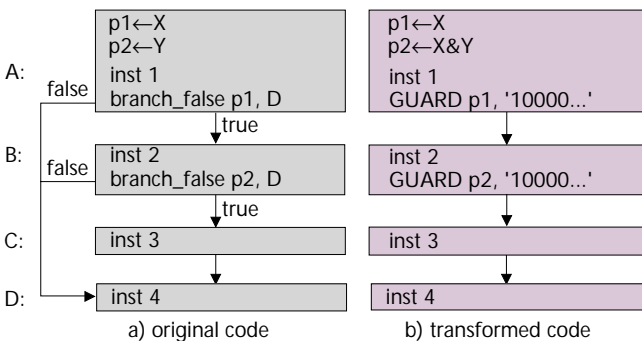 p1←X
p2←Y
A:
inst 1
false
branch_false p1, D
true
B:
inst 2
false
branch_false p2, D
true
C:
inst 3
D:
inst 4
a) original code
p1←X
p2←X&Y
inst 1
GUARD p1, '10000...'
inst 2
GUARD p2, '10000...'
inst 3
inst 4
b) transformed code